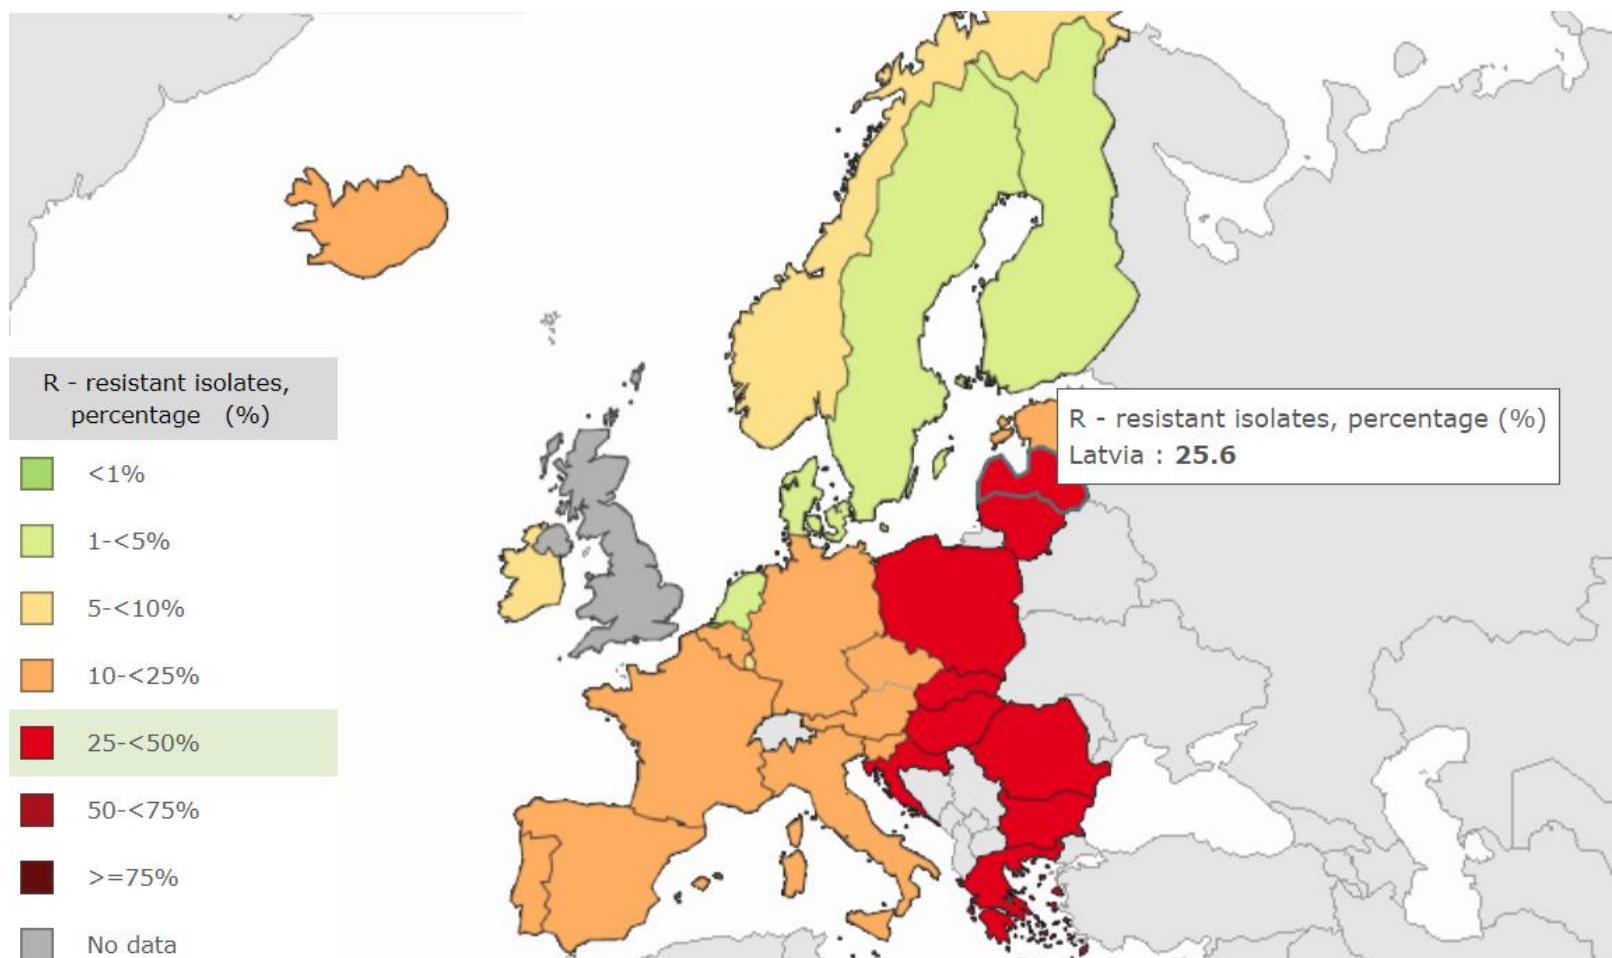 R - resistant isolates,
percentage (%)
<1%
1-<5%
5-<10%
10-<25%
25-<50%
50-<75%
>=75%
No data
R - resistant isolates, percentage (%)
Latvia : 25.6